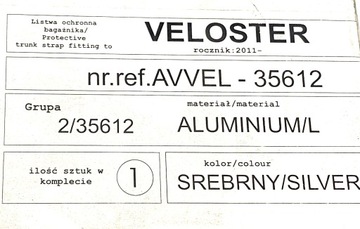 Listwa ochronna
bagażnika/
Protective
trunk strap fitting to
VELOSTER
rocznik:2011-
nr.ref.AVVEL - 35612
Grupa
2/35612
materiał/material
ALUMINIUM/L
ilość sztuk w
komplecie
1
kolor/colour
SREBRNY/SILVER